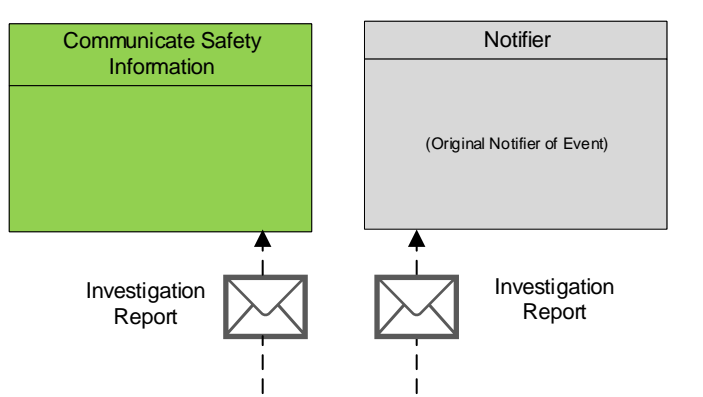 Communicate Safety
Information
Notifier
(Original Notifier of Event)
Investigation
Report
Investigation
Report